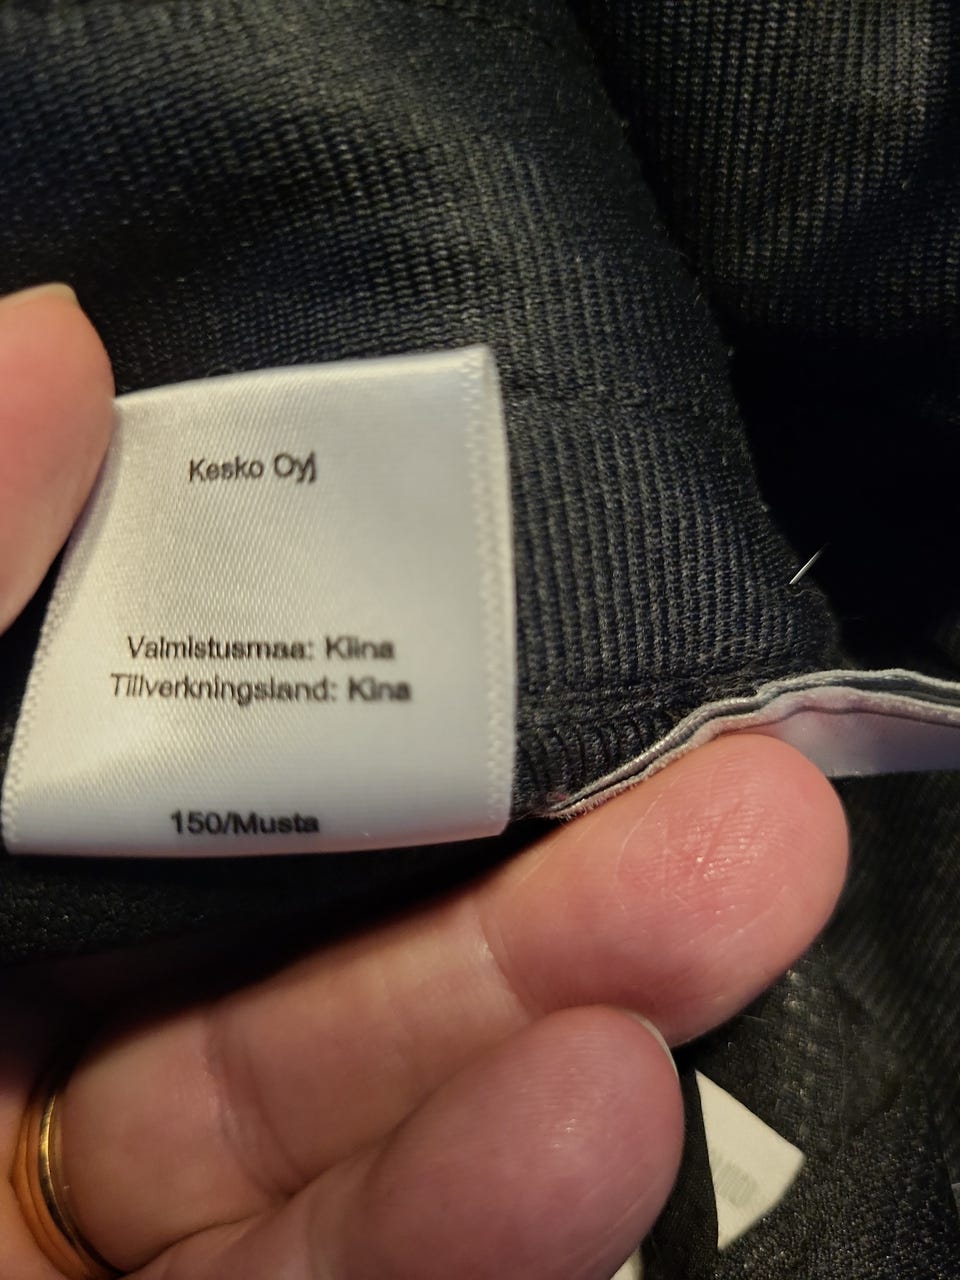 Kesko Oyj
Valmistusmaa: Kiina
Tillverkningsland: Kina
150/Musta